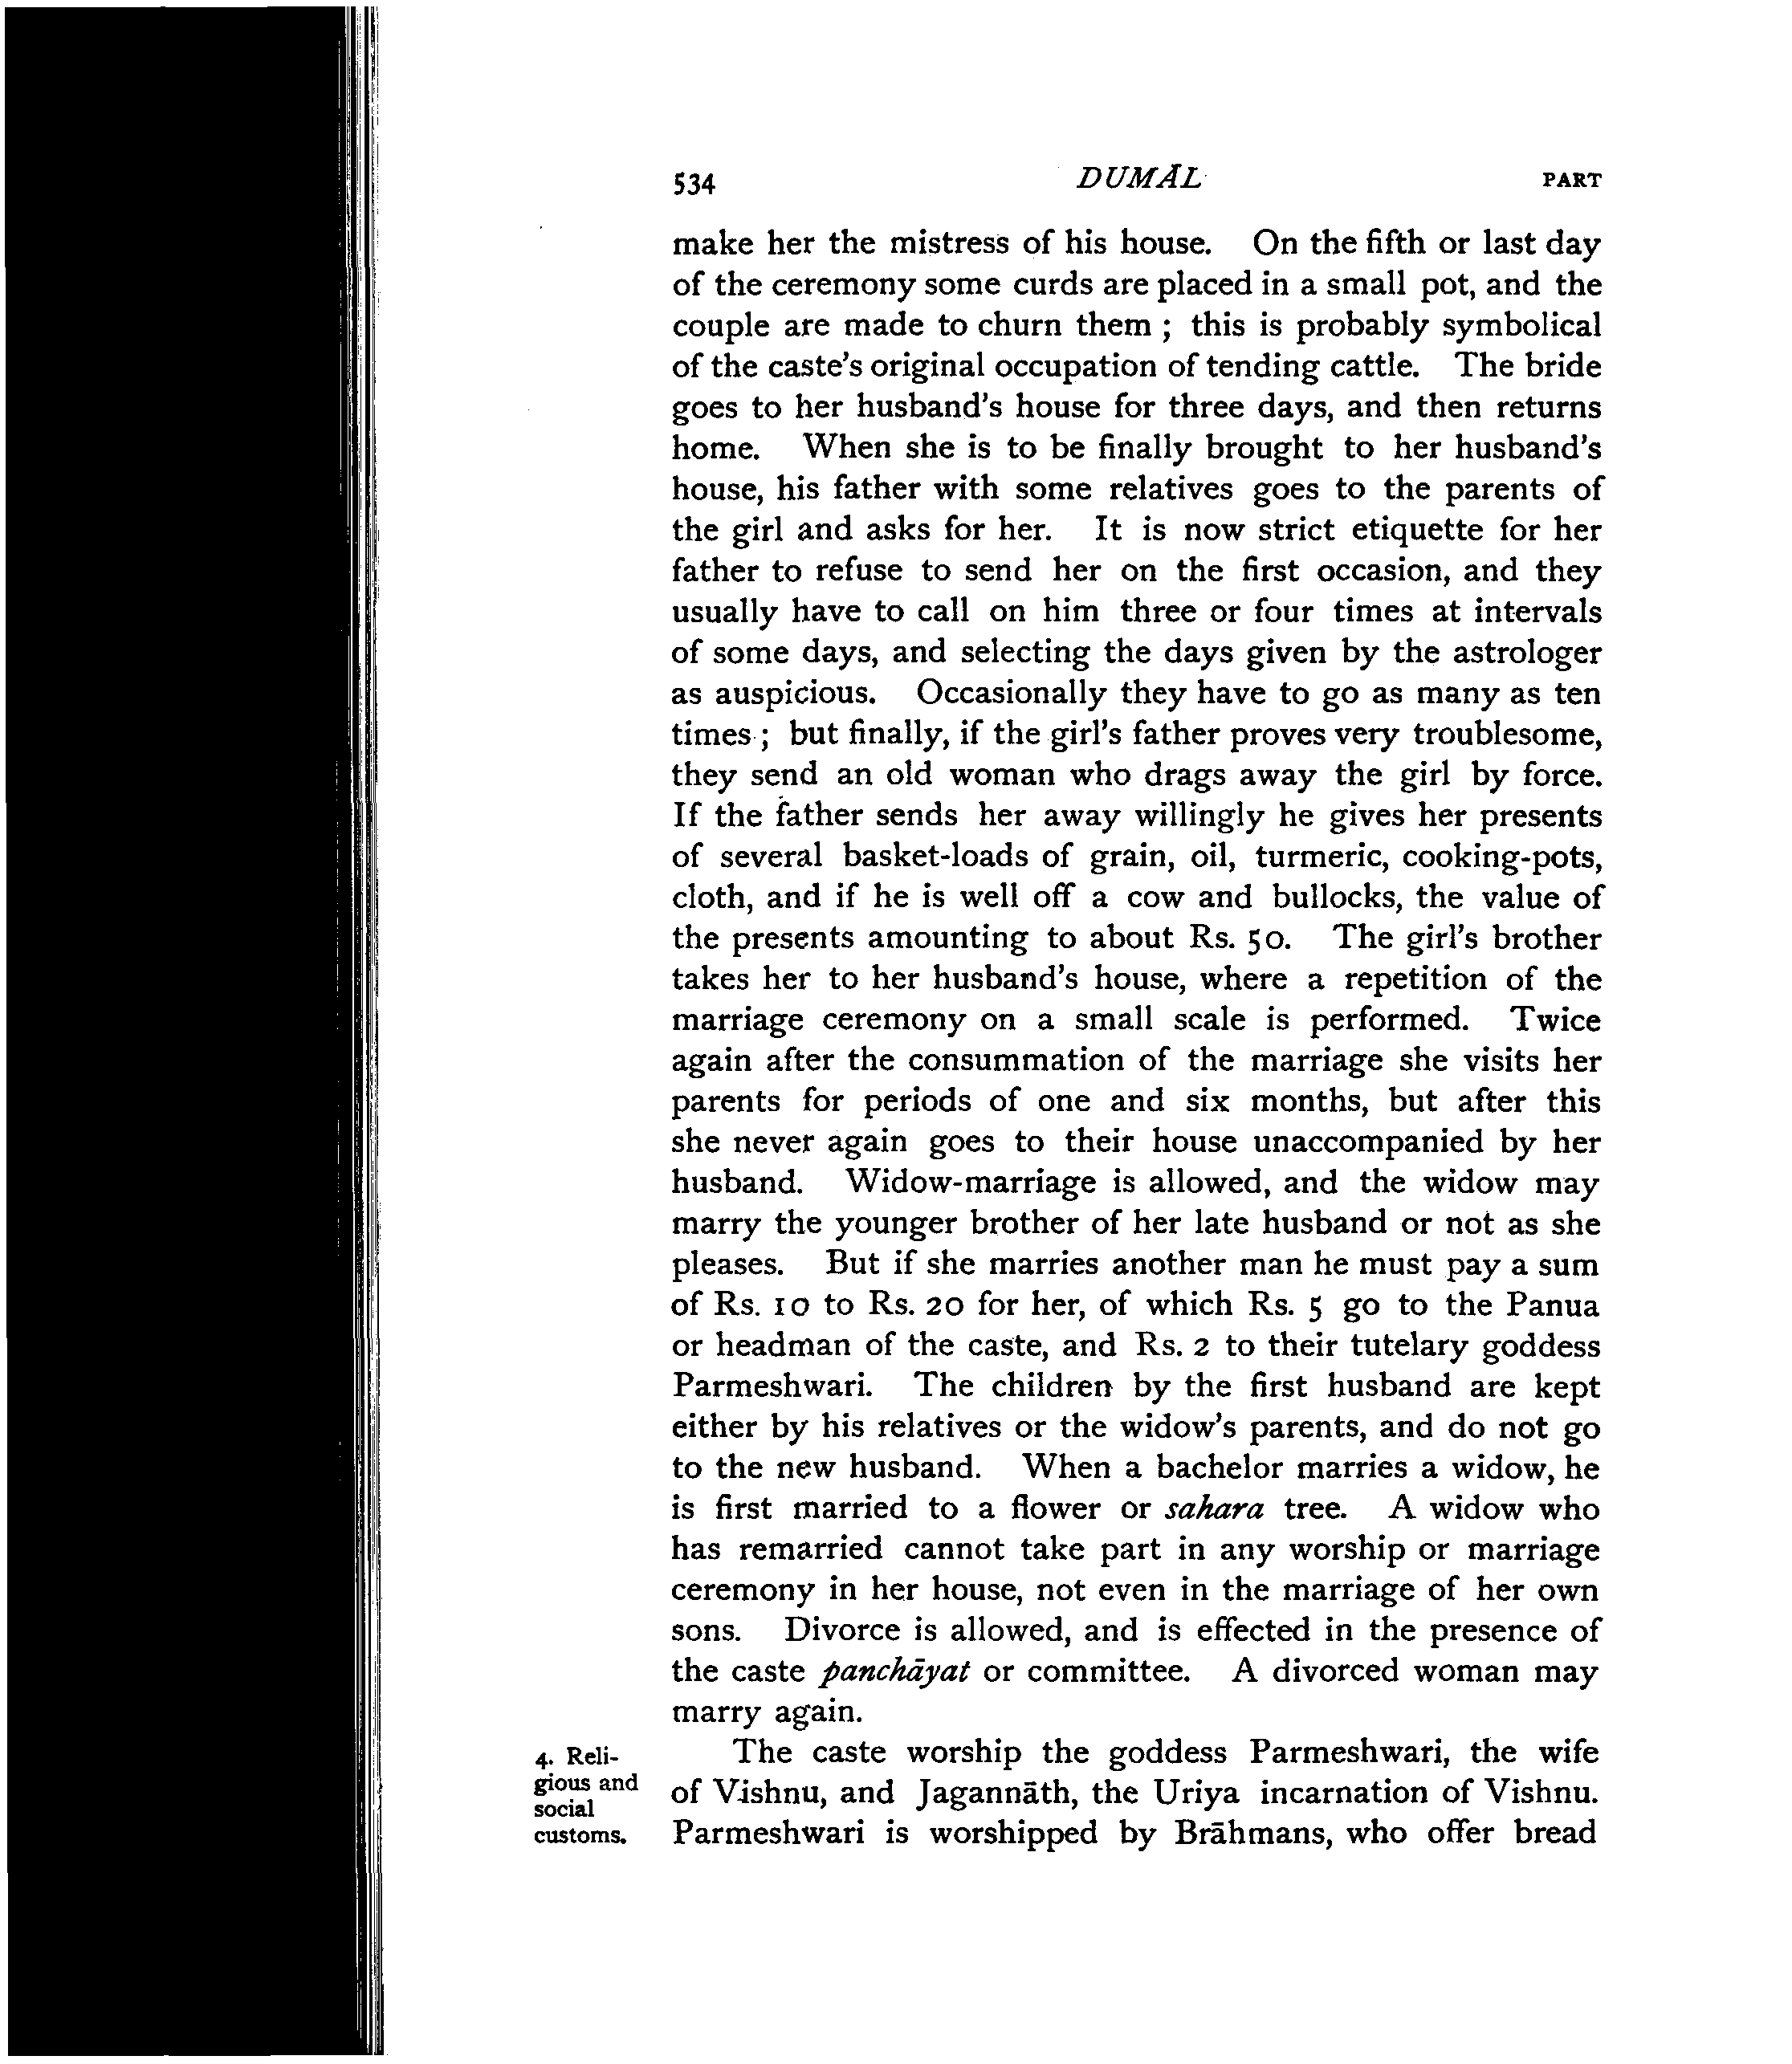 534 DUMĀL PART
make her the mistress of his house. On the fifth or last day
of the ceremony some curds are placed in a small pot, and the
couple are made to churn them ; this is probably symbolical
of the caste's original occupation of tending cattle. The bride
goes to her husband's house for three days, and then returns
home. When she is to be finally brought to her husband's
house, his father with some relatives goes to the parents of
the girl and asks for her. It is now strict etiquette for her
father to refuse to send her on the first occasion, and they
usually have to call on him three or four times at intervals
of some days, and selecting the days given by the astrologer
as auspicious. Occasionally they have to go as many as ten
times ; but finally, if the girl's father proves very troublesome,
they send an old woman who drags away the girl by force.
If the father sends her away willingly he gives her presents
of several basket-loads of grain, oil, turmeric, cooking-pots,
cloth, and if he is well off a cow and bullocks, the value of
the presents amounting to about Rs. 50. The girl's brother
takes her to her husband's house, where a repetition of the
marriage ceremony on a small scale is performed. Twice
again after the consummation of the marriage she visits her
parents for periods of one and six months, but after this
she never again goes to their house unaccompanied by her
husband. Widow-marriage is allowed, and the widow may
marry the younger brother of her late husband or not as she
pleases. But if she marries another man he must pay a sum
of Rs. 10 to Rs. 20 for her, of which Rs. 5 go to the Panua
or headman of the caste, and Rs. 2 to their tutelary goddess
Parmeshwari. The children by the first husband are kept
either by his relatives or the widow's parents, and do not go
to the new husband. When a bachelor marries a widow, he
is first married to a flower or sahara tree. A widow who
has remarried cannot take part in any worship or marriage
ceremony in her house, not even in the marriage of her own
sons. Divorce is allowed, and is effected in the presence of
the caste panchāyat or committee. A divorced woman may
marry again.
4. Reli-
gious and
social
customs.
The caste worship the goddess Parmeshwari, the wife
of Vishnu, and Jagannāth, the Uriya incarnation of Vishnu.
Parmeshwari is worshipped by Brāhmans, who offer bread